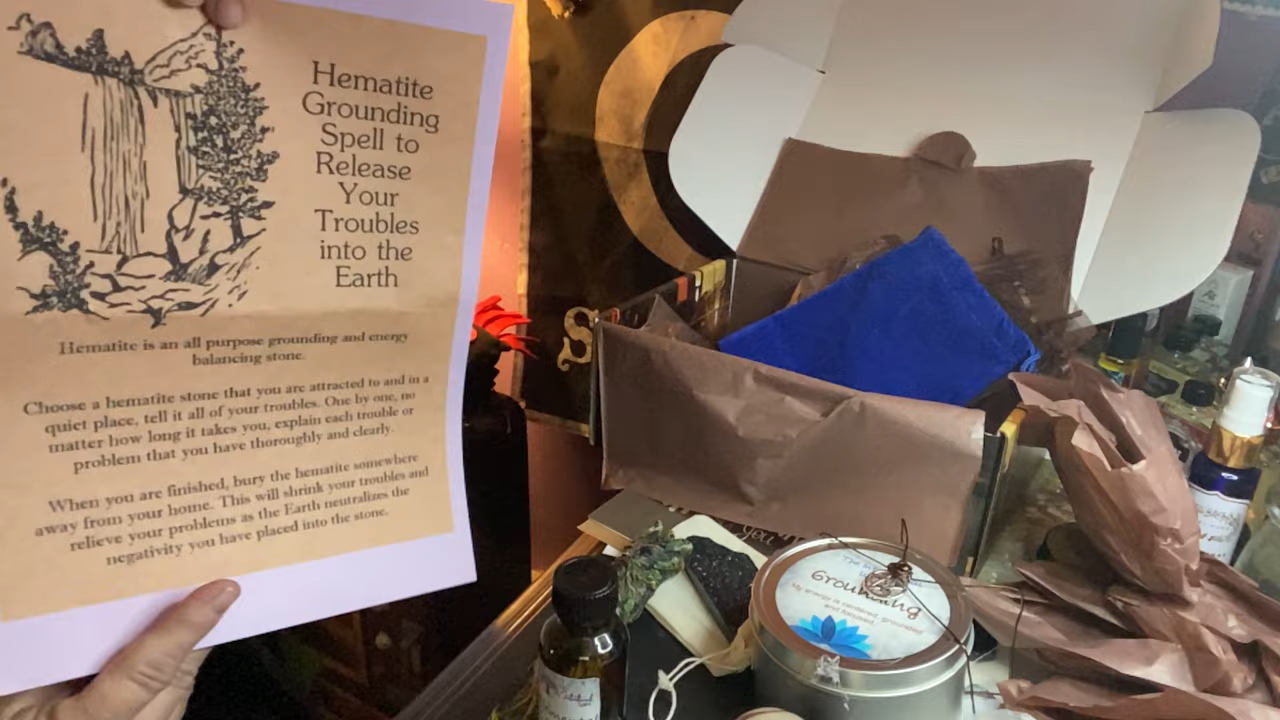 Hematite
Grounding
Spell to
Release
Your
Troubles
into the
Earth
Hematite is an all purpose grounding and energy
balancing stone.
Choose a hematite stone that you are attracted to and in a
quiet place, tell it all of your troubles. One by one, no
matter how long it takes you, explain each trouble or
problem that you have thoroughly and clearly.
When you are finished, bury the hematite somewhere
away from your home. This will shrink your troubles and
relieve your problems as the Earth neutralizes the
negativity you have placed into the stone.
S
You
The
Grounding
My energy is centered, grounded
and focused.